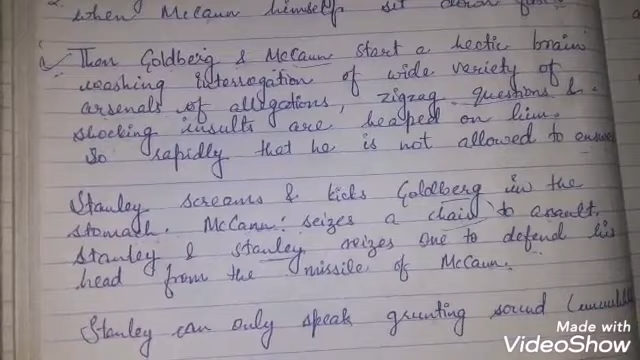 when McCann himself set down first
Then Goldberg & McCann start a hectic brain
washing interrogation of wide variety of
arsenals of allegations, zigzag questions &
shocking insults are heaped on him.
So rapidly that he is not allowed to
Stanley screams & kicks Goldberg in the
stomach. McCann: seizes a chair to assault
Stanley & stanley seizes one to defend his
head from the missile of McCann.
Stanley can only speak grunting sound
Made with
VideoShow